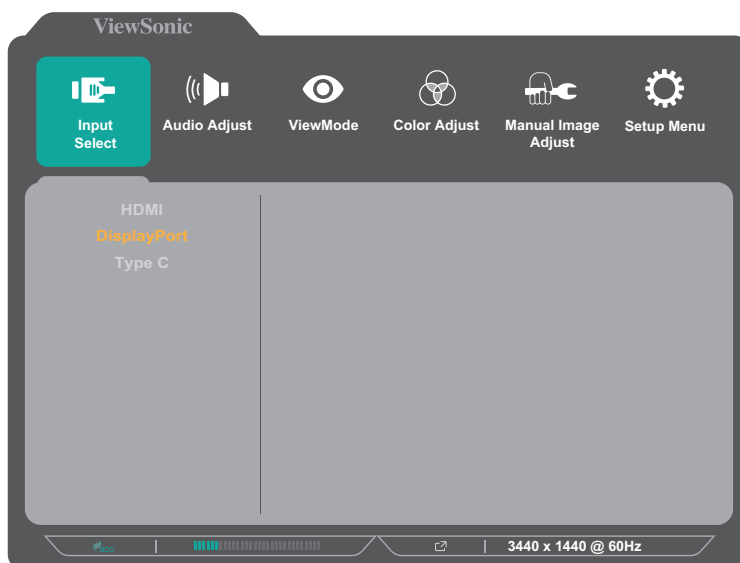 ViewSonic
Input
Select
Audio Adjust
ViewMode
Color Adjust
Manual Image
Adjust
Setup Menu
HDMI
DisplayPort
Type C
eco
3440 x 1440 @ 60Hz